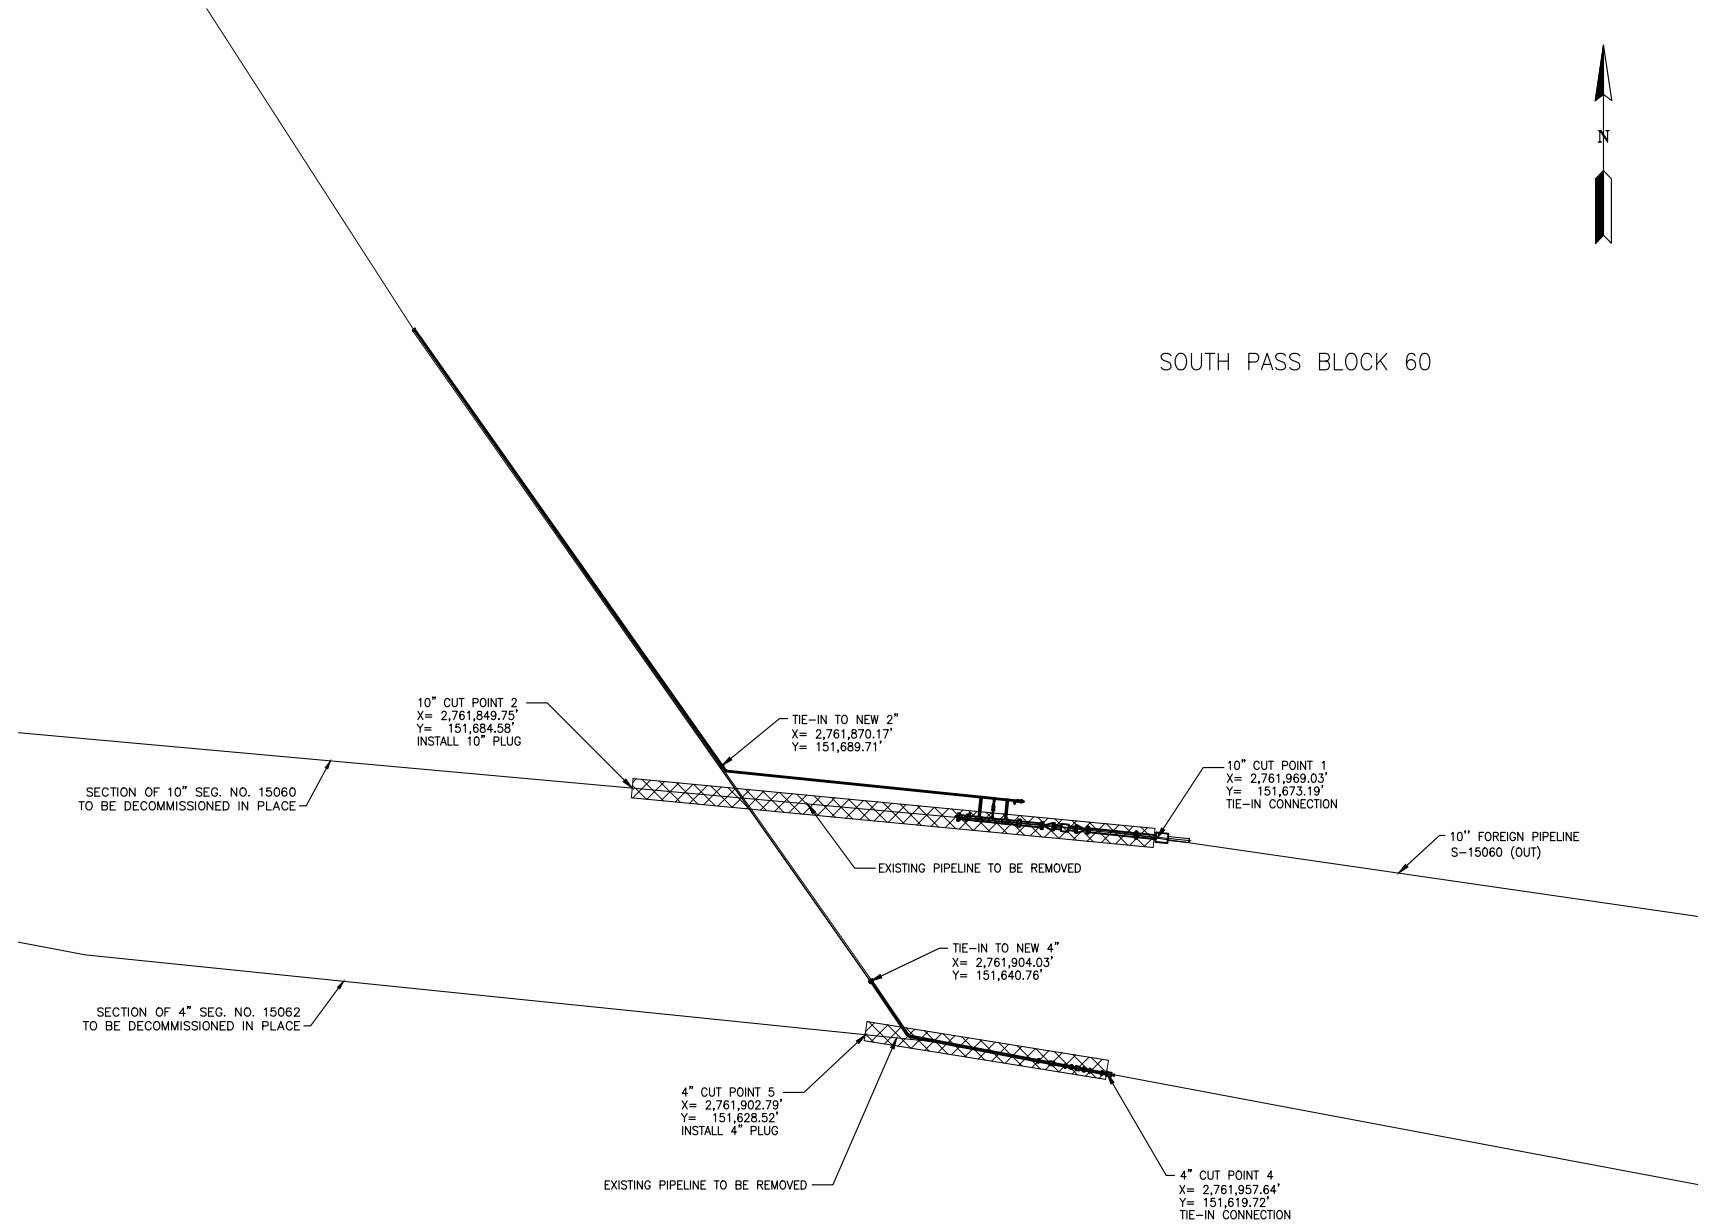 N
SOUTH PASS BLOCK 60
10" CUT POINT 2
X= 2,761,849.75'
Y= 151,684.58'
INSTALL 10" PLUG
TIE-IN TO NEW 2"
X= 2,761,870.17'
Y= 151,689.71'
10" CUT POINT 1
X= 2,761,969.03'
Y= 151,673.19'
TIE-IN CONNECTION
SECTION OF 10" SEG. NO. 15060
TO BE DECOMMISSIONED IN PLACE
10'' FOREIGN PIPELINE
S-15060 (OUT)
EXISTING PIPELINE TO BE REMOVED
TIE-IN TO NEW 4"
X= 2,761,904.03'
Y= 151,640.76'
SECTION OF 4" SEG. NO. 15062
TO BE DECOMMISSIONED IN PLACE
4" CUT POINT 5
X= 2,761,902.79'
Y= 151,628.52'
INSTALL 4" PLUG
EXISTING PIPELINE TO BE REMOVED
4" CUT POINT 4
X= 2,761,957.64'
Y= 151,619.72'
TIE-IN CONNECTION